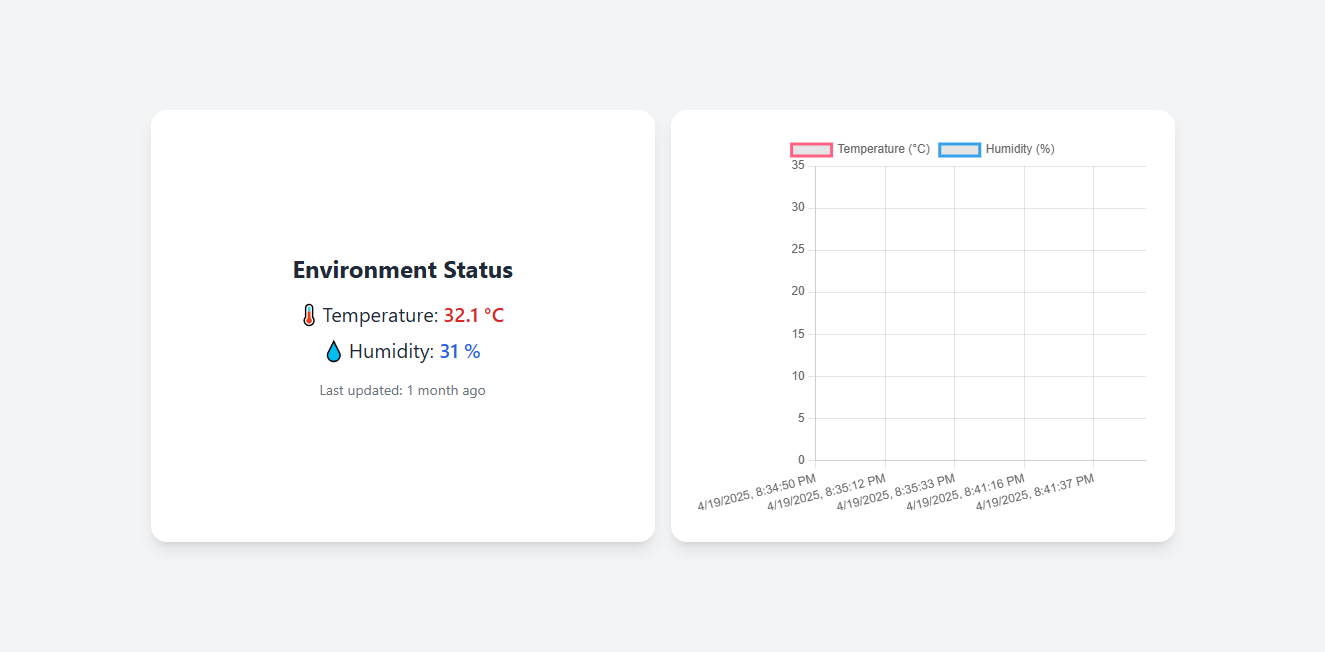 Environment Status
🌡️ Temperature: 32.1 °C
💧 Humidity: 31 %
Last updated: 1 month ago
Temperature (°C) Humidity (%)
35
30
25
20
15
10
5
0
4/19/2025, 8:34:50 PM
4/19/2025, 8:35:12 PM
4/19/2025, 8:35:33 PM
4/19/2025, 8:41:16 PM
4/19/2025, 8:41:37 PM